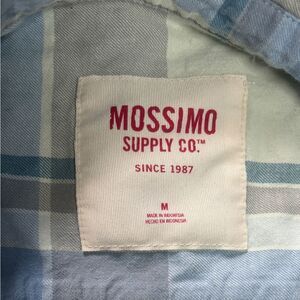 MOSSIMO
SUPPLY CO.™
SINCE 1987
M
MADE IN INDONESIA
HECHO EN INDONESIA